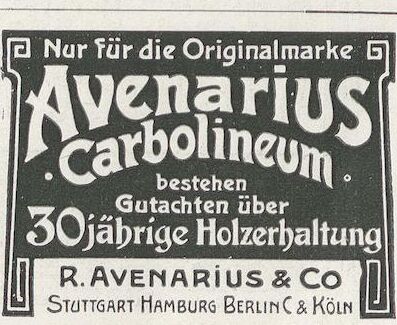 Nur für die Originalmarke
Avenarius
Carbolineum
bestehen
Gutachten über
30jährige Holzerhaltung
R. Avenarius & Co
Stuttgart Hamburg Berlin C & Köln